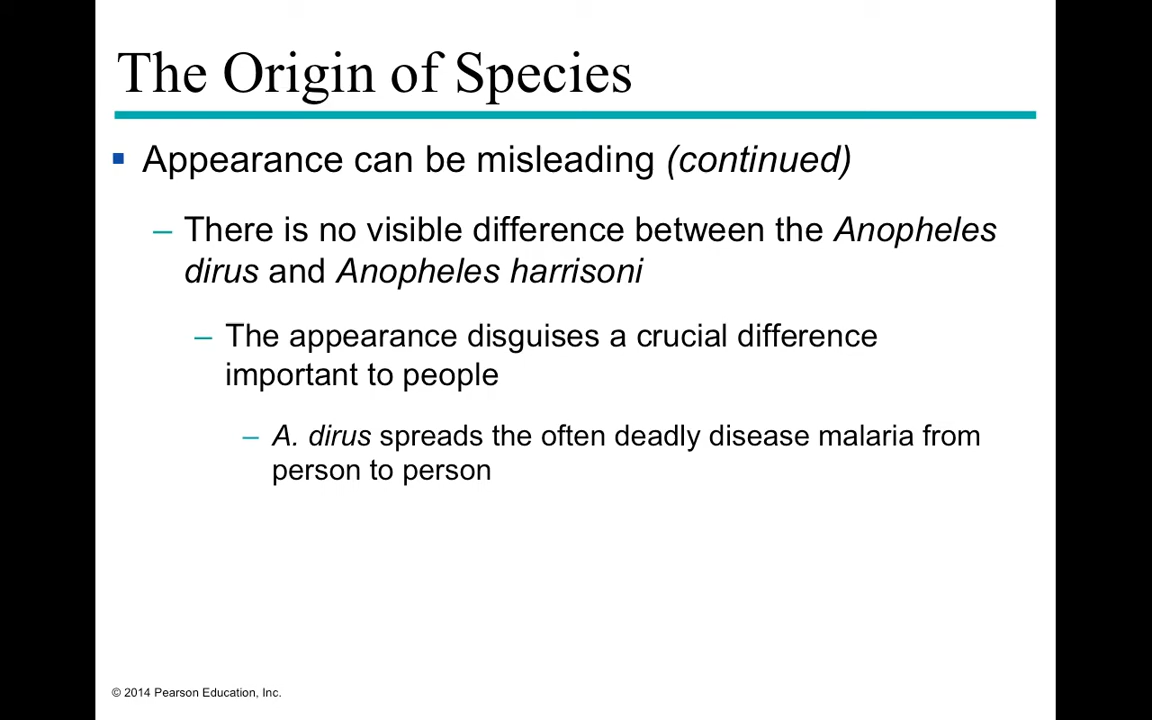 The Origin of Species
▪ Appearance can be misleading (continued)
– There is no visible difference between the Anopheles
dirus and Anopheles harrisoni
– The appearance disguises a crucial difference
important to people
– A. dirus spreads the often deadly disease malaria from
person to person
© 2014 Pearson Education, Inc.